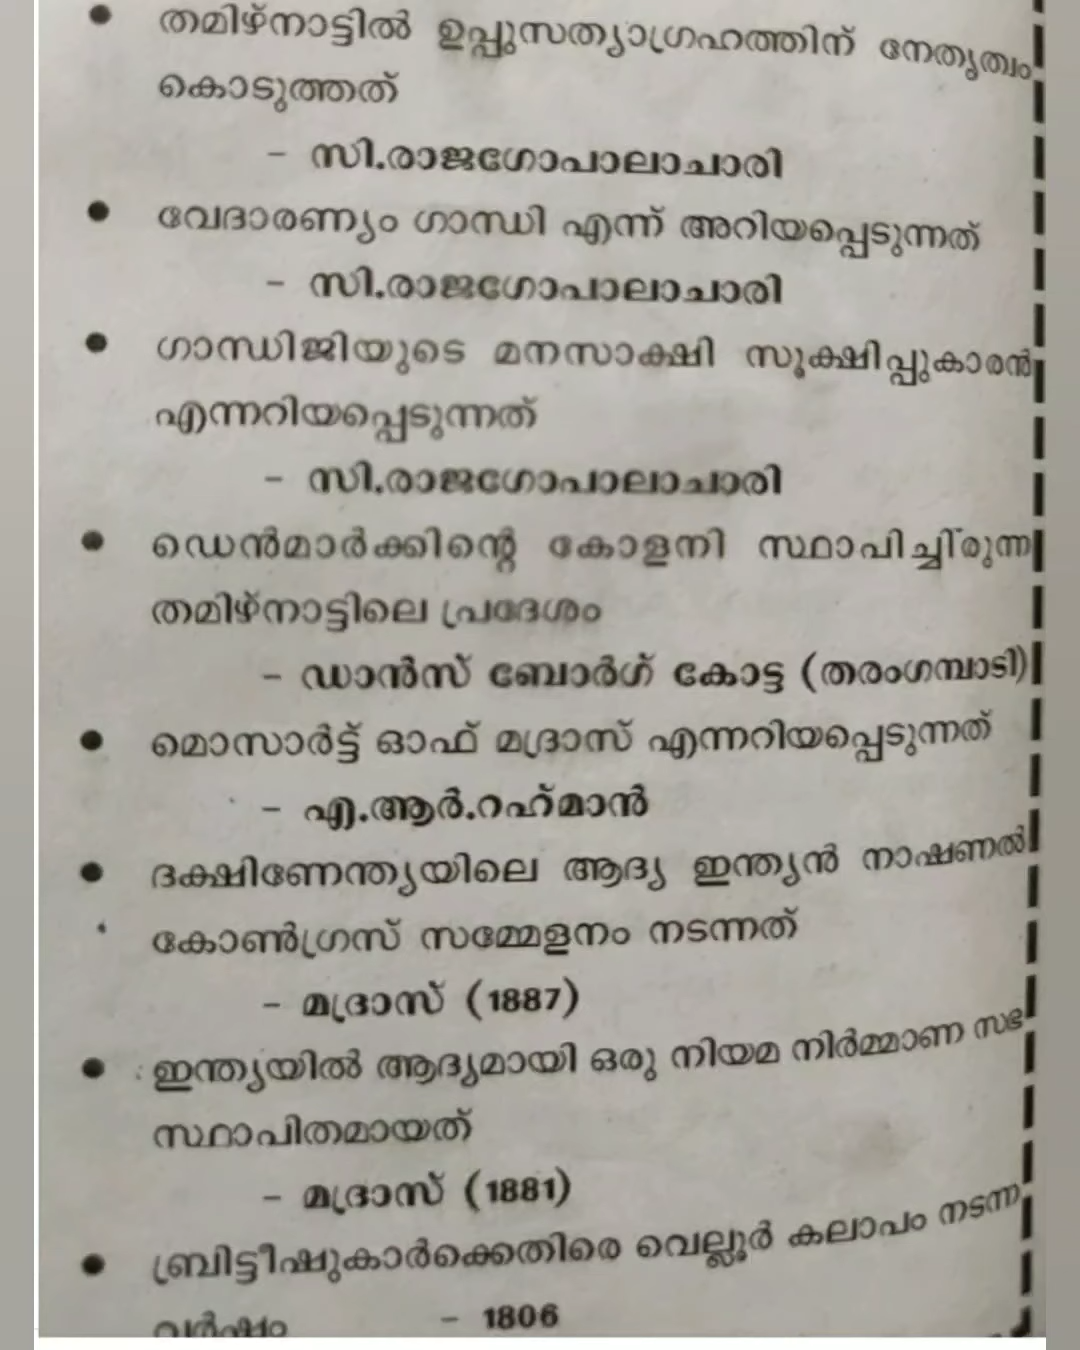 • തമിഴ്നാട്ടിൽ ഉപ്പുസത്യാഗ്രഹത്തിന് നേതൃത്വം
കൊടുത്തത്
– സി.രാജഗോപാലാചാരി
• വേദാരണ്യം ഗാന്ധി എന്ന് അറിയപ്പെടുന്നത്
– സി.രാജഗോപാലാചാരി
• ഗാന്ധിജിയുടെ മനസാക്ഷി സൂക്ഷിപ്പുകാരൻ
എന്നറിയപ്പെടുന്നത്
– സി.രാജഗോപാലാചാരി
• ഡെൻമാർക്കിന്റെ കോളനി സ്ഥാപിച്ചിരുന്ന
തമിഴ്നാട്ടിലെ പ്രദേശം
– ഡാൻസ് ബോർഗ് കോട്ട (തരംഗമ്പാടി)
• മൊസാർട്ട് ഓഫ് മദ്രാസ് എന്നറിയപ്പെടുന്നത്
– എ.ആർ.റഹ്മാൻ
• ദക്ഷിണേന്ത്യയിലെ ആദ്യ ഇന്ത്യൻ നാഷണൽ
കോൺഗ്രസ് സമ്മേളനം നടന്നത്
– മദ്രാസ് (1887)
• ഇന്ത്യയിൽ ആദ്യമായി ഒരു നിയമ നിർമ്മാണ സഭ
സ്ഥാപിതമായത്
– മദ്രാസ് (1881)
• ബ്രിട്ടീഷുകാർക്കെതിരെ വെല്ലൂർ കലാപം നടന്ന
വർഷം – 1806